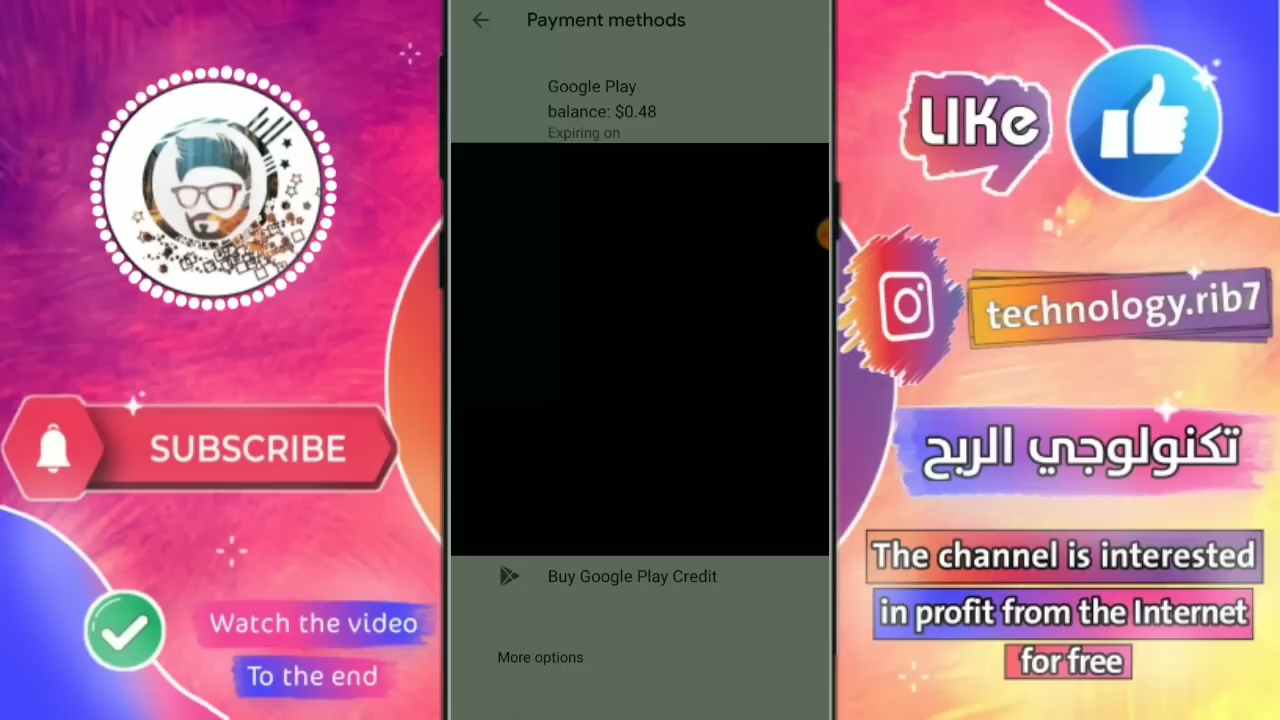 SUBSCRIBE
Watch the video
To the end
Payment methods
Google Play
balance: $0.48
Expiring on
Buy Google Play Credit
More options
LIKe
technology.rib7
تكنولوجي الربح
The channel is interested
in profit from the Internet
for free